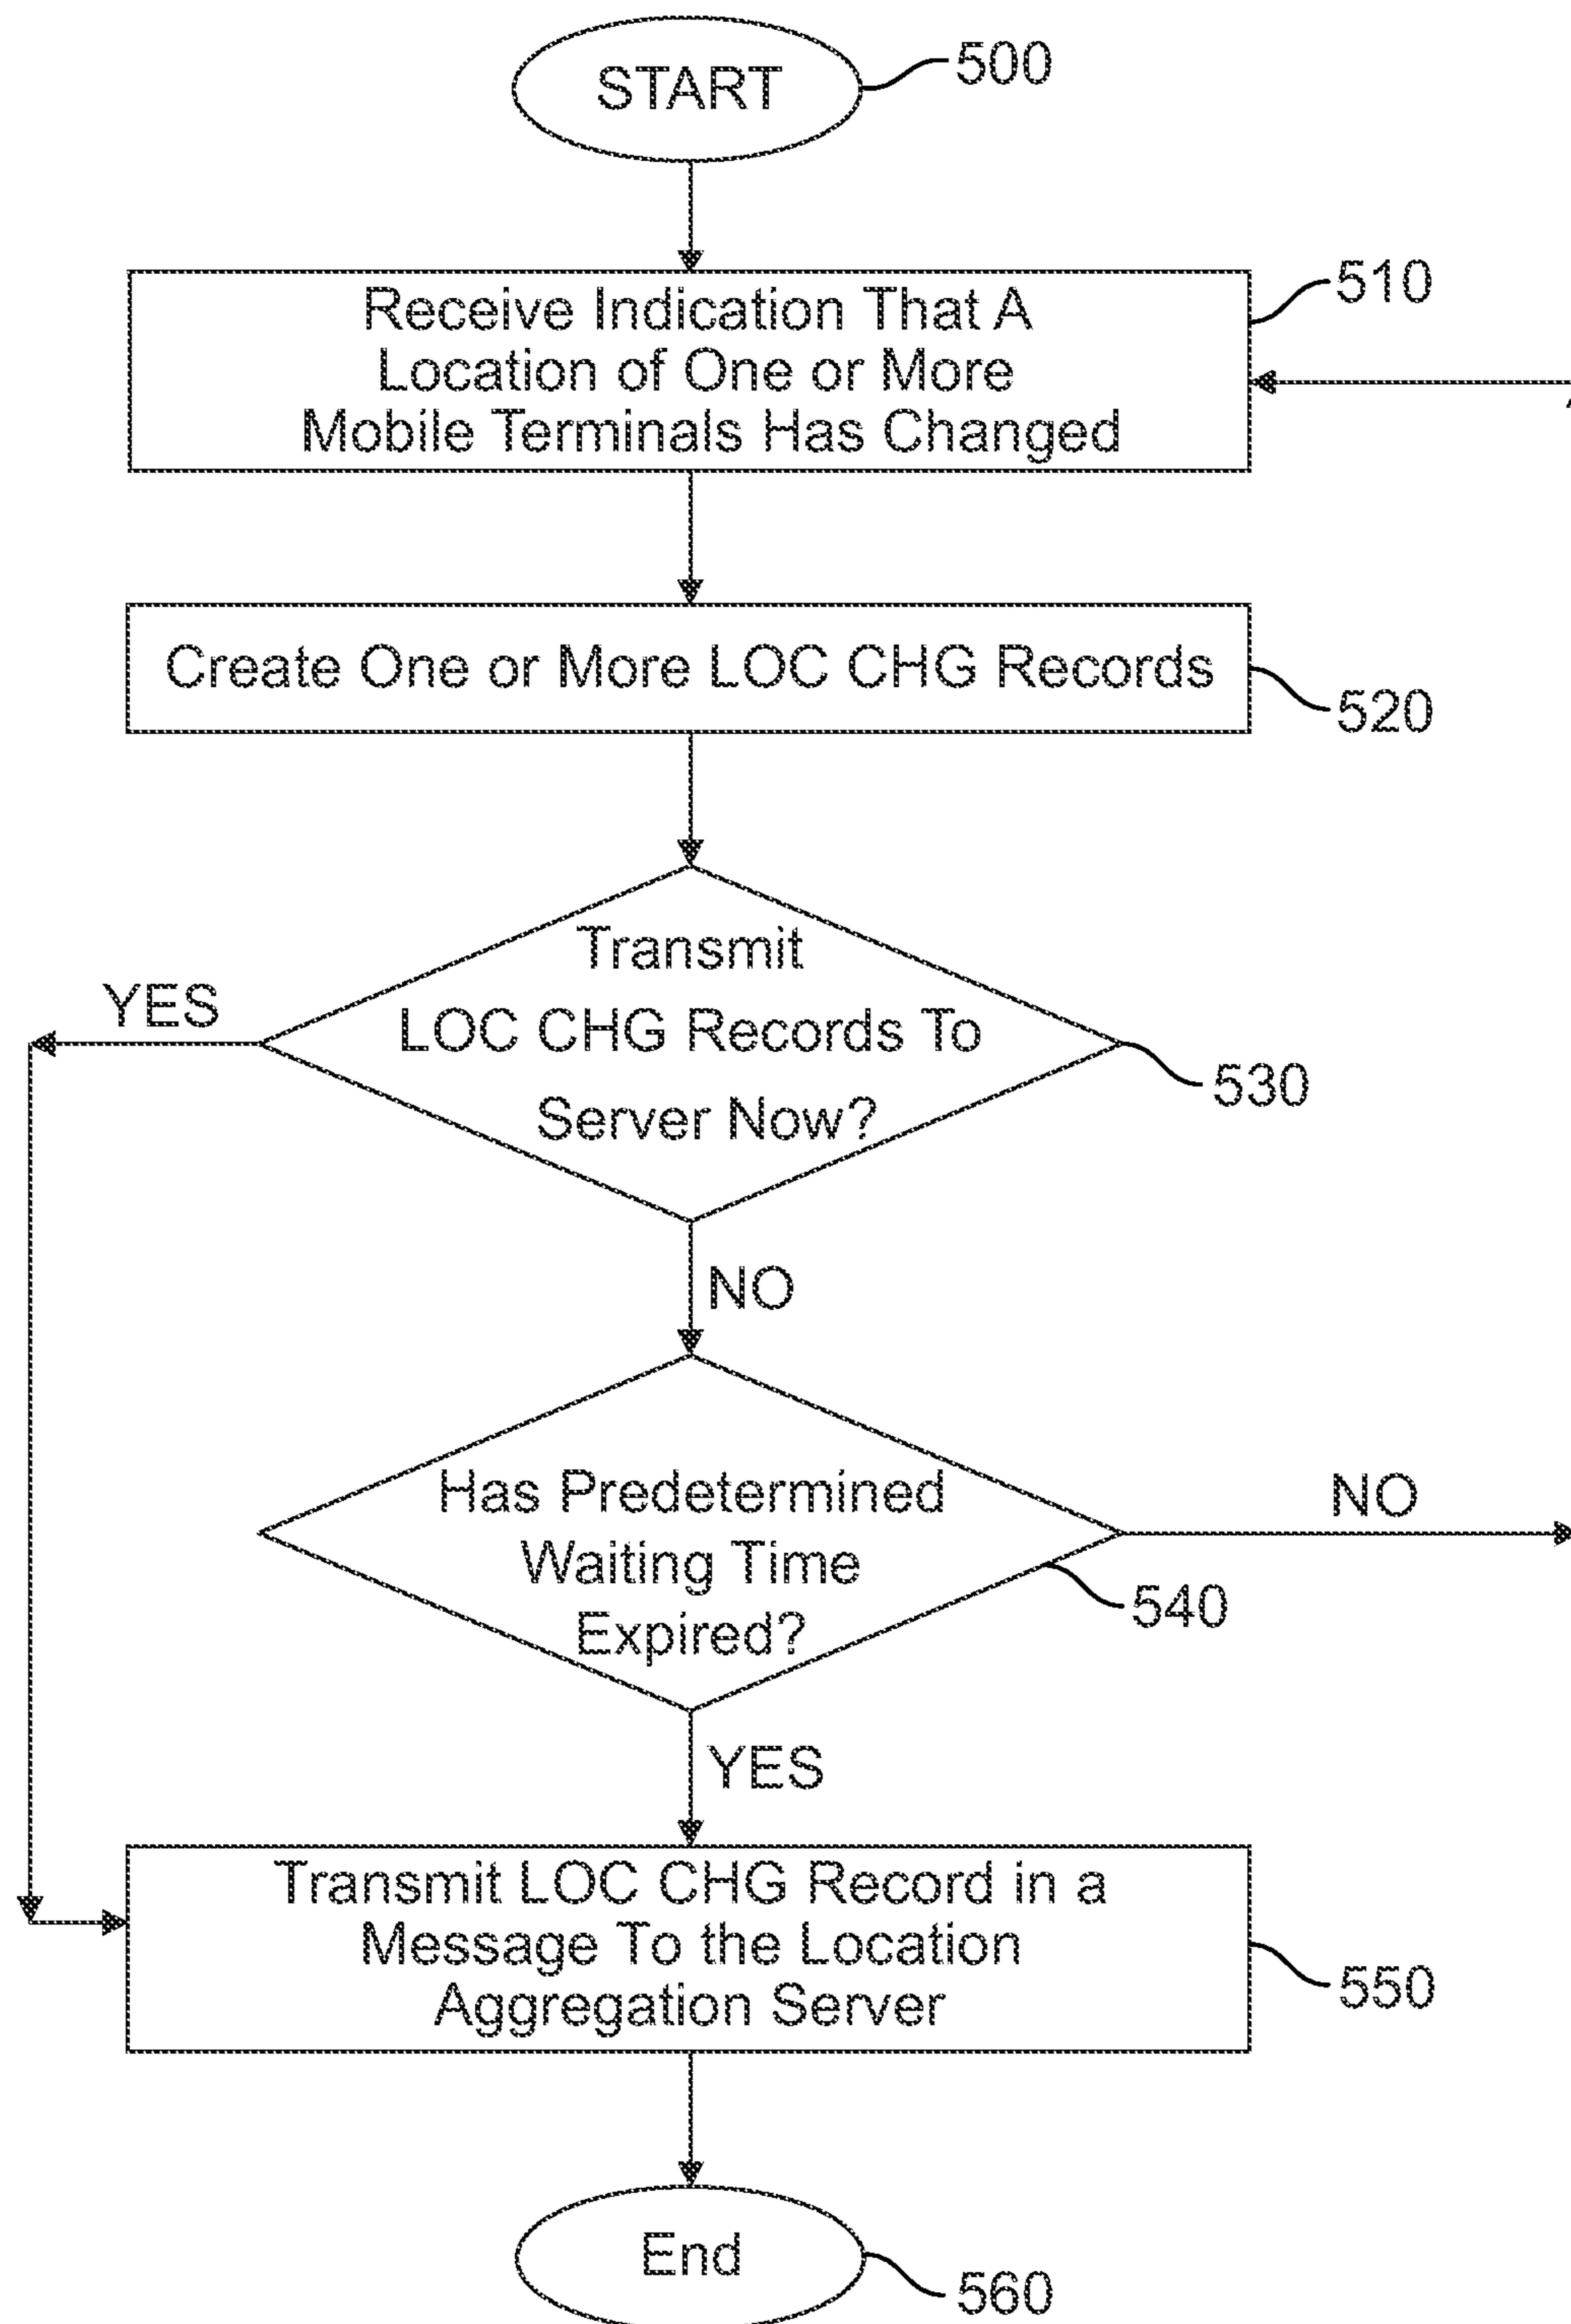 START
500
Receive Indication That A
Location of One or More
Mobile Terminals Has Changed
510
Create One or More LOC CHG Records
520
Transmit
LOC CHG Records To
Server Now?
YES
530
NO
Has Predetermined
Waiting Time
Expired?
NO
540
YES
Transmit LOC CHG Record in a
Message To the Location
Aggregation Server
550
End
560